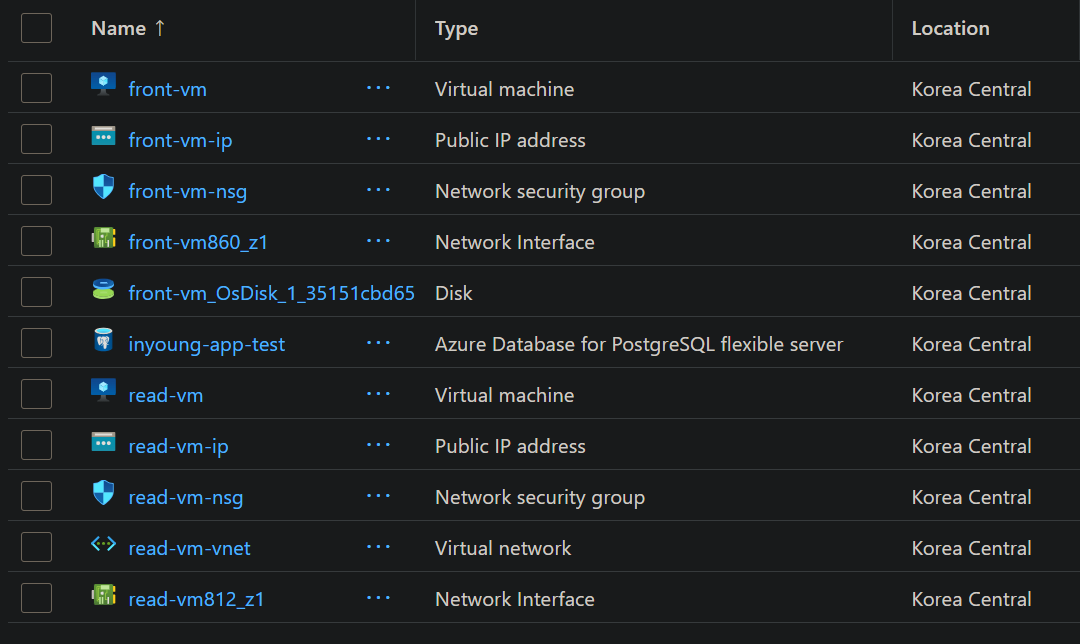 Name ↑ Type Location
front-vm ··· Virtual machine Korea Central
front-vm-ip ··· Public IP address Korea Central
front-vm-nsg ··· Network security group Korea Central
front-vm860_z1 ··· Network Interface Korea Central
front-vm_OsDisk_1_35151cbd65 Disk Korea Central
inyoung-app-test ··· Azure Database for PostgreSQL flexible server Korea Central
read-vm ··· Virtual machine Korea Central
read-vm-ip ··· Public IP address Korea Central
read-vm-nsg ··· Network security group Korea Central
read-vm-vnet ··· Virtual network Korea Central
read-vm812_z1 ··· Network Interface Korea Central